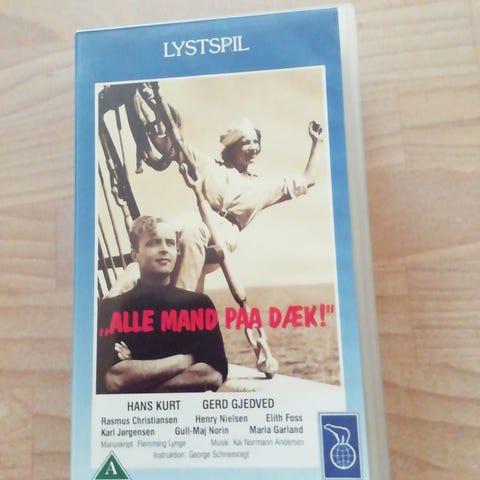 LYSTSPIL
„ALLE MAND PAA DÆK!”
HANS KURT GERD GJEDVED
Rasmus Christiansen Henry Nielsen Elith Foss
Karl Jørgensen Gull-Maj Norin Maria Garland
Manuskript: Flemming Lynge Musik: Kai Normann Andersen
Instruktion: George Schneevoigt
A